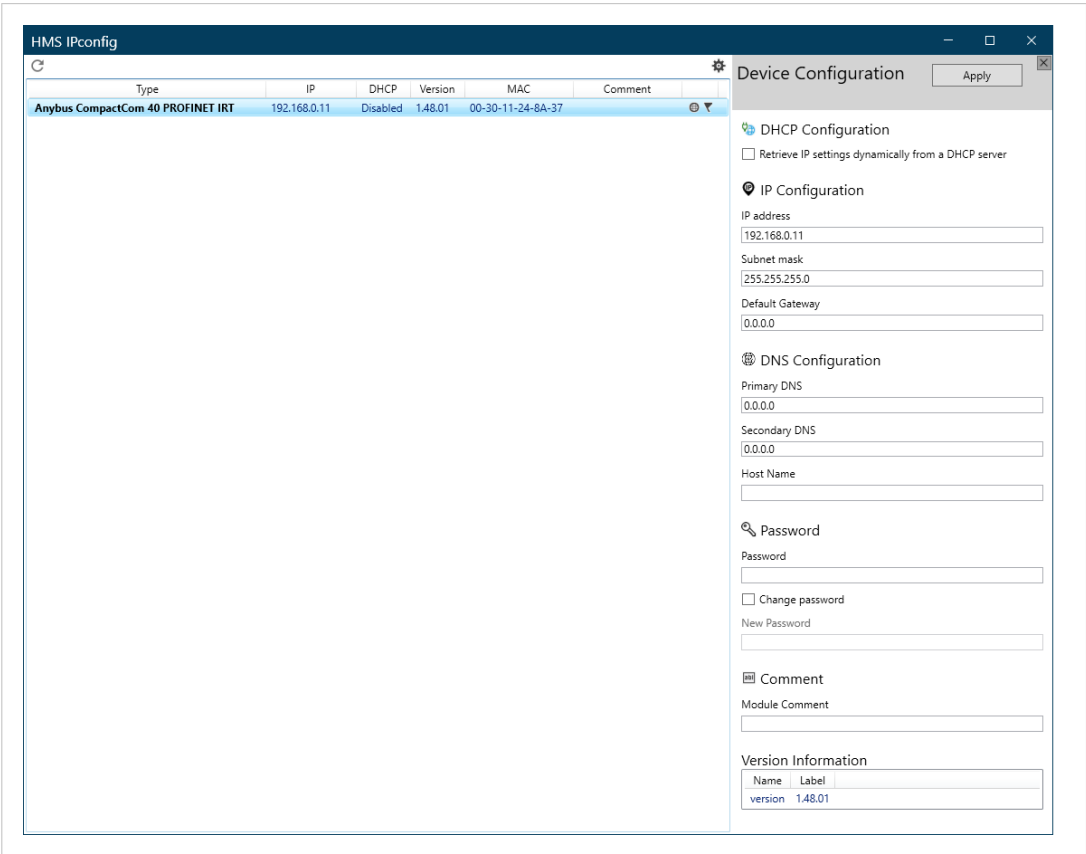 HMS IPconfig
Type IP DHCP Version MAC Comment
Anybus CompactCom 40 PROFINET IRT 192.168.0.11 Disabled 1.48.01 00-30-11-24-8A-37
Device Configuration Apply
DHCP Configuration
Retrieve IP settings dynamically from a DHCP server
IP Configuration
IP address
192.168.0.11
Subnet mask
255.255.255.0
Default Gateway
0.0.0.0
DNS Configuration
Primary DNS
0.0.0.0
Secondary DNS
0.0.0.0
Host Name
Password
Password
Change password
New Password
Comment
Module Comment
Version Information
Name Label
version 1.48.01